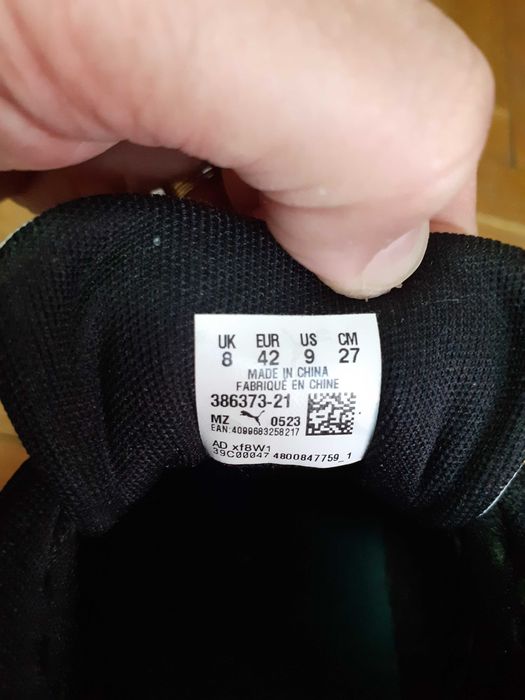 UK EUR US CM
8 42 9 27
MADE IN CHINA
FABRIQUÉ EN CHINE
386373-21
MZ 0523
EAN:4099683258217
AD xf8W1
39C00047 4800847759_1